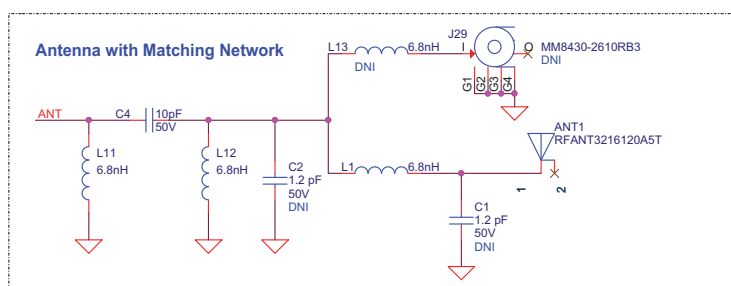 Antenna with Matching Network
J29
L13 6.8nH I O MM8430-2610RB3
DNI DNI
G1 G2 G3 G4
ANT C4 10pF
50V
ANT1
RFANT3216120A5T
L11
6.8nH
L12
6.8nH
C2
1.2 pF
50V
DNI
L1 6.8nH
1 2
C1
1.2 pF
50V
DNI